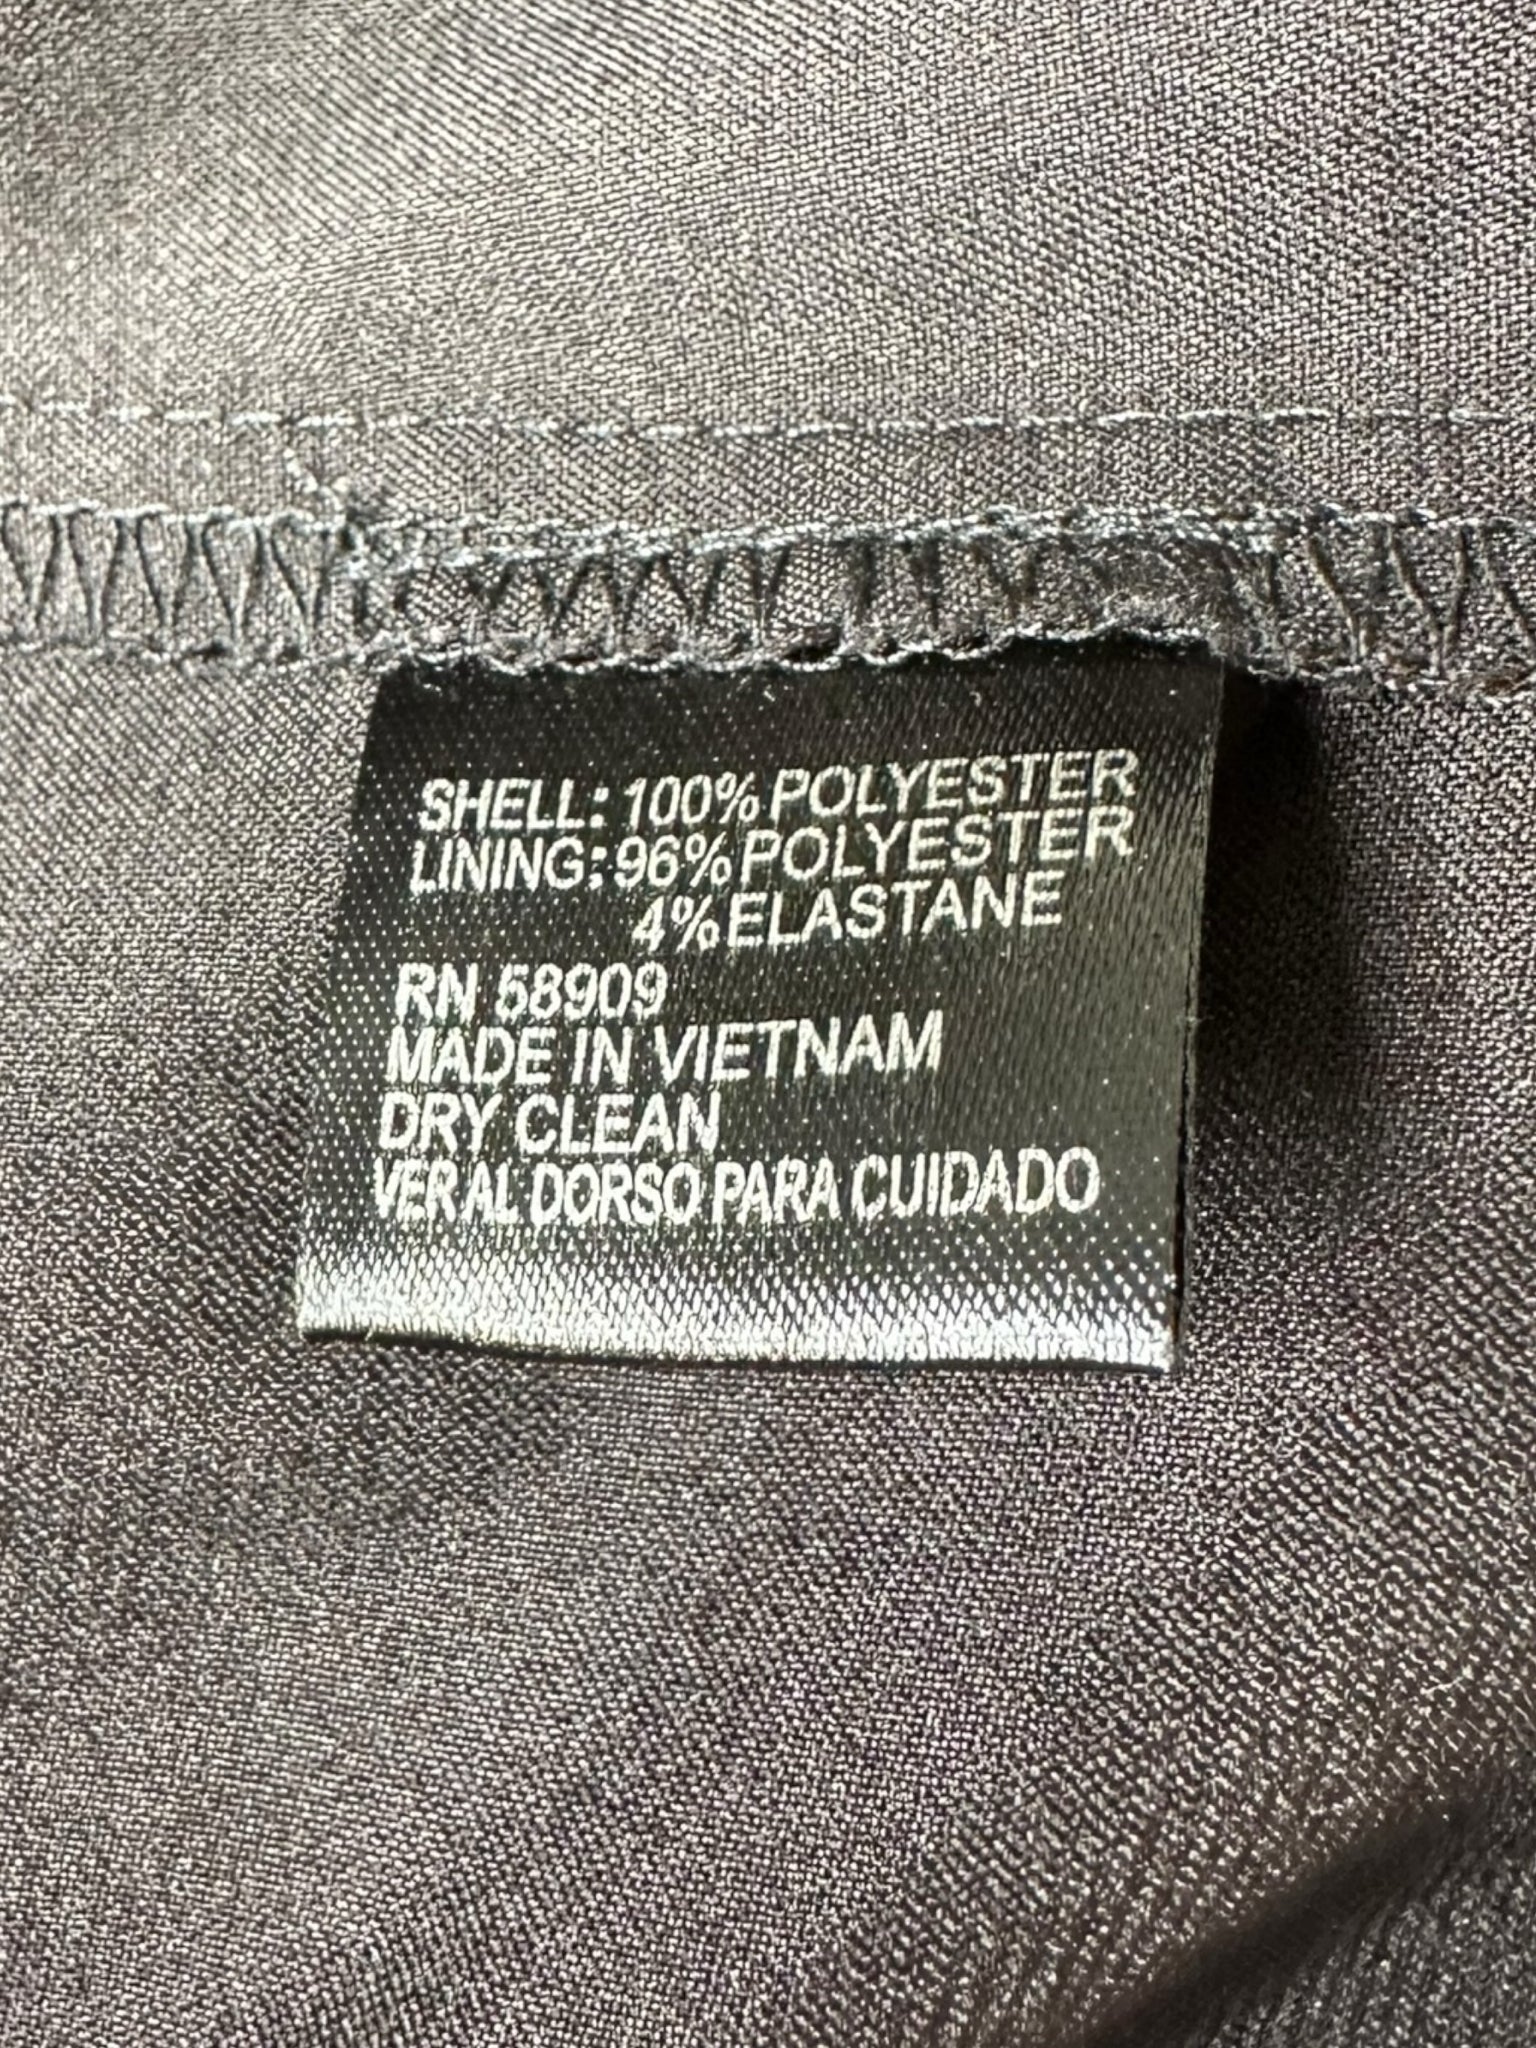 SHELL: 100% POLYESTER
LINING: 96% POLYESTER
4% ELASTANE
RN 58909
MADE IN VIETNAM
DRY CLEAN
VER AL DORSO PARA CUIDADO